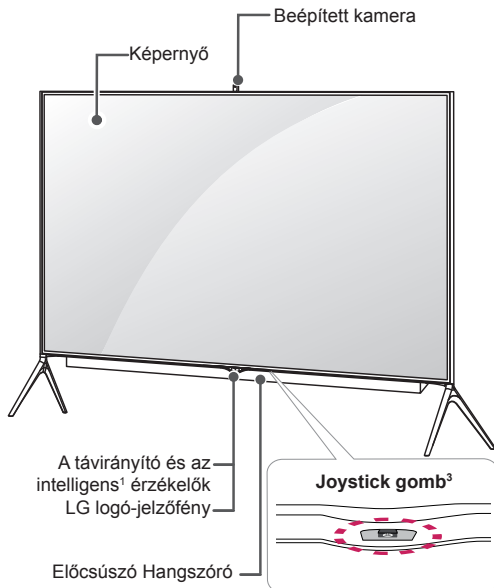 Beépített kamera
Képernyő
A távirányító és az
intelligens¹ érzékelők
LG logó-jelzőfény
Előcsúszó Hangszóró
Joystick gomb³